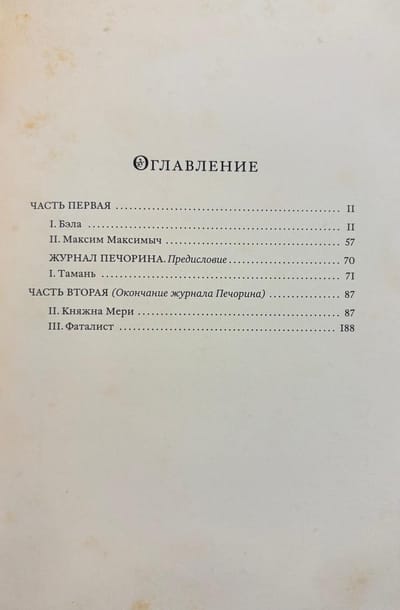 Оглавление
ЧАСТЬ ПЕРВАЯ ........ 11
I. Бэла ........ 11
II. Максим Максимыч ........ 57
ЖУРНАЛ ПЕЧОРИНА. Предисловие ........ 70
I. Тамань ........ 71
ЧАСТЬ ВТОРАЯ (Окончание журнала Печорина) ........ 87
II. Княжна Мери ........ 87
III. Фаталист ........ 188